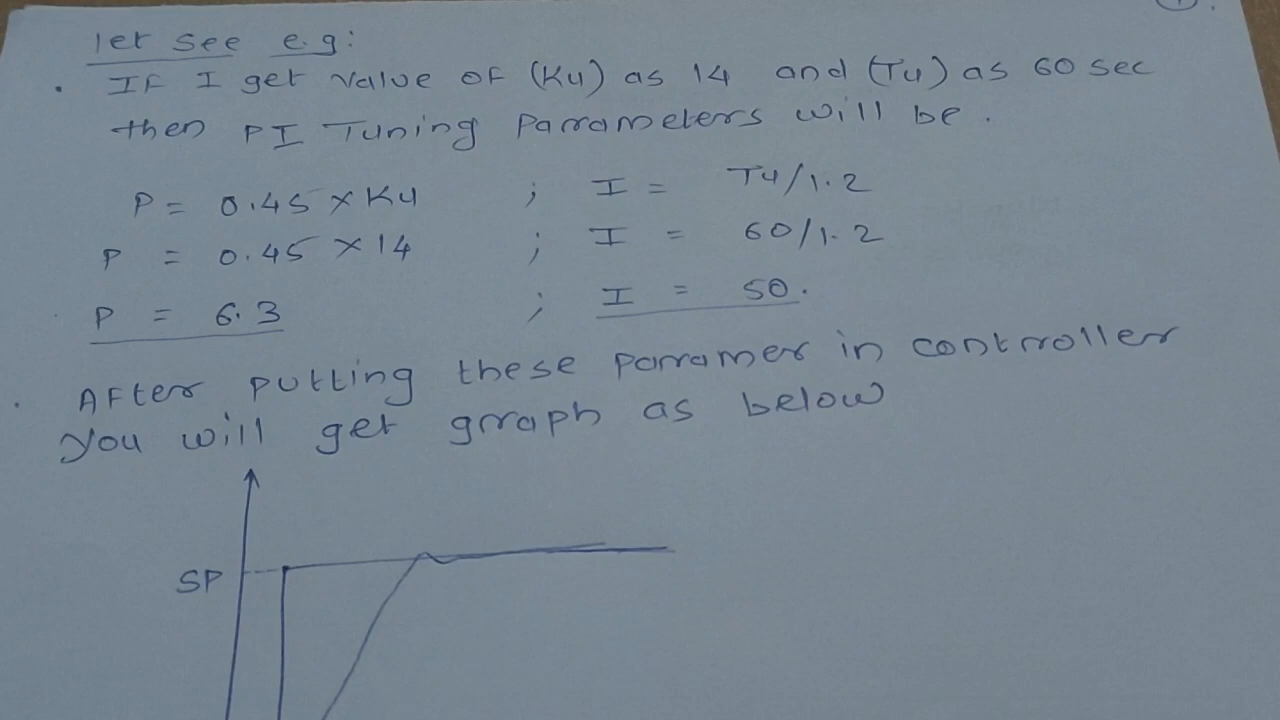 let see e.g:
. If I get value of (Ku) as 14 and (Tu) as 60 sec
then PI Tuning Parameters will be.
P = 0.45 x Ku ; I = Tu/1.2
P = 0.45 x 14 ; I = 60/1.2
P = 6.3 ; I = 50.
. After putting these Parramer in controller
You will get graph as below
SP